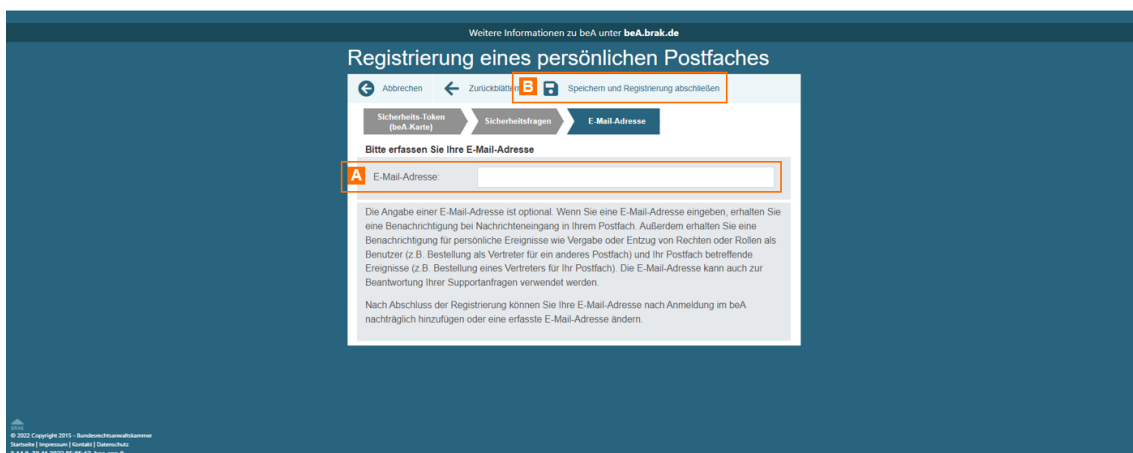 Weitere Informationen zu beA unter beA.brak.de
Registrierung eines persönlichen Postfaches
Abbrechen Zurückblättern B Speichern und Registrierung abschließen
Sicherheits-Token
(beA-Karte)
Sicherheitsfragen
E-Mail-Adresse
Bitte erfassen Sie Ihre E-Mail-Adresse
A E-Mail-Adresse:
Die Angabe einer E-Mail-Adresse ist optional. Wenn Sie eine E-Mail-Adresse eingeben, erhalten Sie
eine Benachrichtigung bei Nachrichteneingang in Ihrem Postfach. Außerdem erhalten Sie eine
Benachrichtigung für persönliche Ereignisse wie Vergabe oder Entzug von Rechten oder Rollen als
Benutzer (z.B. Bestellung als Vertreter für ein anderes Postfach) und Ihr Postfach betreffende
Ereignisse (z.B. Bestellung eines Vertreters für Ihr Postfach). Die E-Mail-Adresse kann auch zur
Beantwortung Ihrer Supportanfragen verwendet werden.
Nach Abschluss der Registrierung können Sie Ihre E-Mail-Adresse nach Anmeldung im beA
nachträglich hinzufügen oder eine erfasste E-Mail-Adresse ändern.
BRAK
© 2022 Copyright 2015 - Bundesrechtsanwaltskammer
Startseite | Impressum | Kontakt | Datenschutz